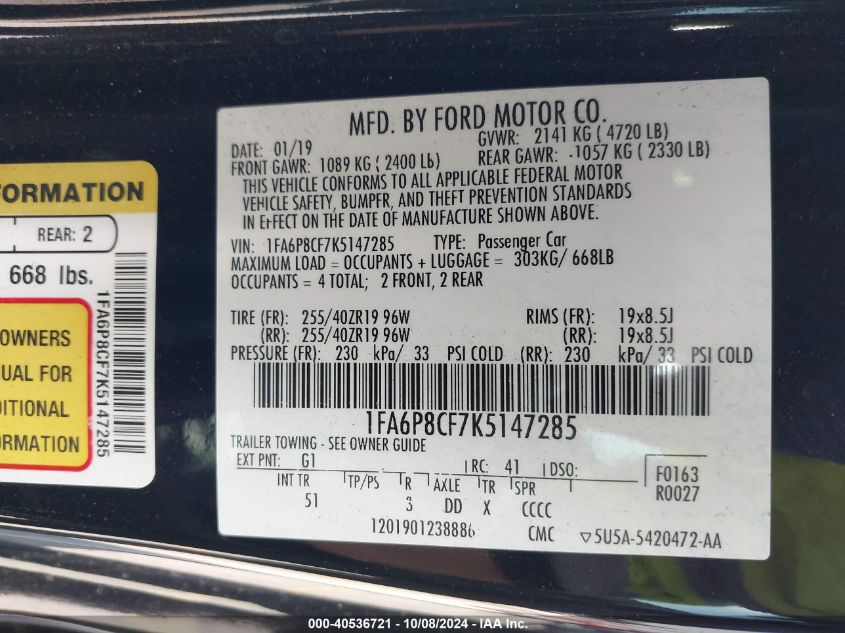 MFD. BY FORD MOTOR CO.
DATE: 01/19 GVWR: 2141 KG ( 4720 LB)
FRONT GAWR: 1089 KG ( 2400 Lb) REAR GAWR: 1057 KG ( 2330 LB)
THIS VEHICLE CONFORMS TO ALL APPLICABLE FEDERAL MOTOR
VEHICLE SAFETY, BUMPER, AND THEFT PREVENTION STANDARDS
IN EFFECT ON THE DATE OF MANUFACTURE SHOWN ABOVE.
VIN: 1FA6P8CF7K5147285 TYPE: Passenger Car
MAXIMUM LOAD = OCCUPANTS + LUGGAGE = 303KG/ 668LB
OCCUPANTS = 4 TOTAL; 2 FRONT, 2 REAR
TIRE (FR): 255/40ZR19 96W RIMS (FR): 19x8.5J
(RR): 255/40ZR19 96W (RR): 19x8.5J
PRESSURE (FR): 230 kPa/ 33 PSI COLD (RR): 230 kPa/ 33 PSI COLD
1FA6P8CF7K5147285
TRAILER TOWING - SEE OWNER GUIDE
EXT PNT: G1 RC: 41 DSO: F0163
R0027
INT TR TP/PS R AXLE TR SPR
51 3 DD X CCCC
1201901238886 CMC ▽5U5A-5420472-AA
FORMATION
REAR: 2
668 lbs.
OWNERS
UAL FOR
DITIONAL
FORMATION
1FA6P8CF7K5147285
000-40536721 - 10/08/2024 - IAA Inc.